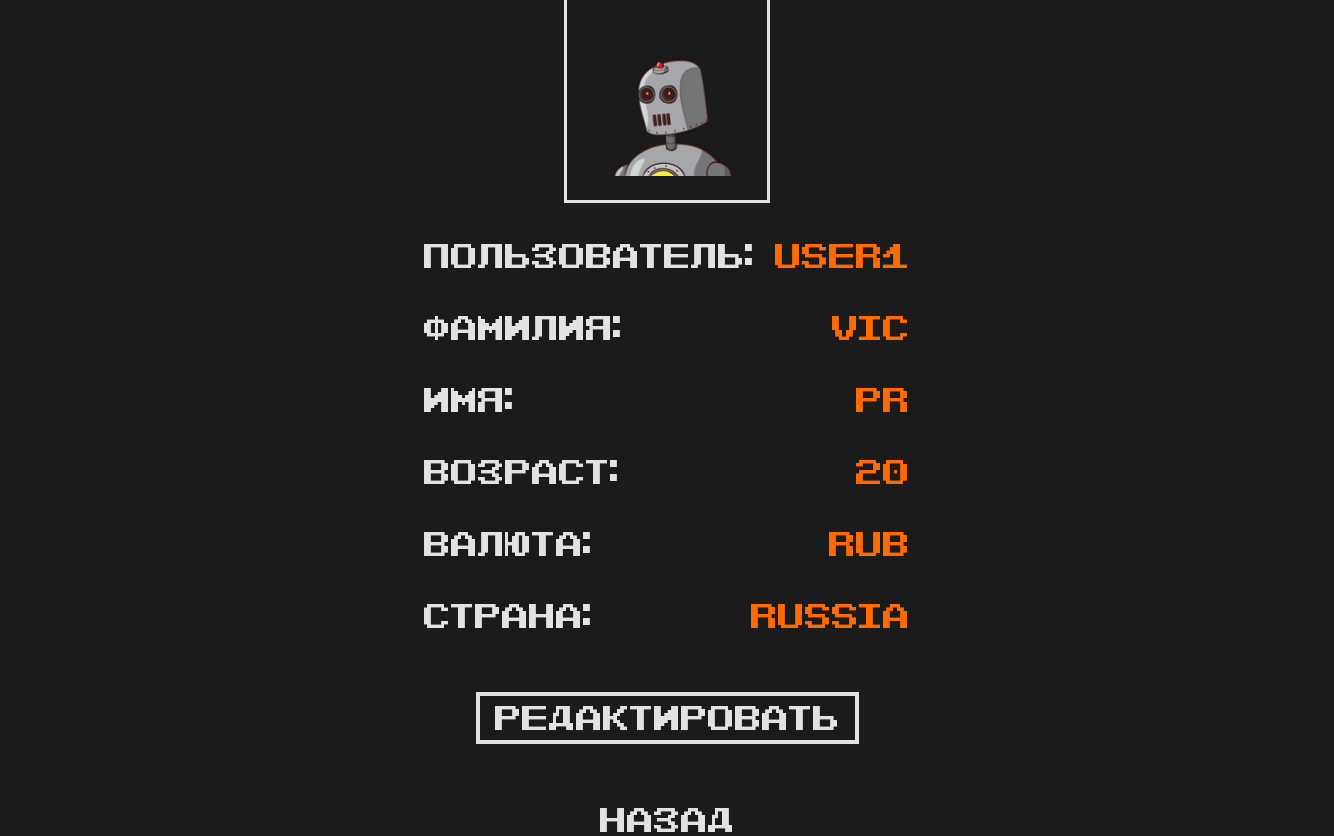 ПОЛЬЗОВАТЕЛЬ: USER1
ФАМИЛИЯ: VIC
ИМЯ: PR
ВОЗРАСТ: 20
ВАЛЮТА: RUB
СТРАНА: RUSSIA
РЕДАКТИРОВАТЬ
НАЗАД